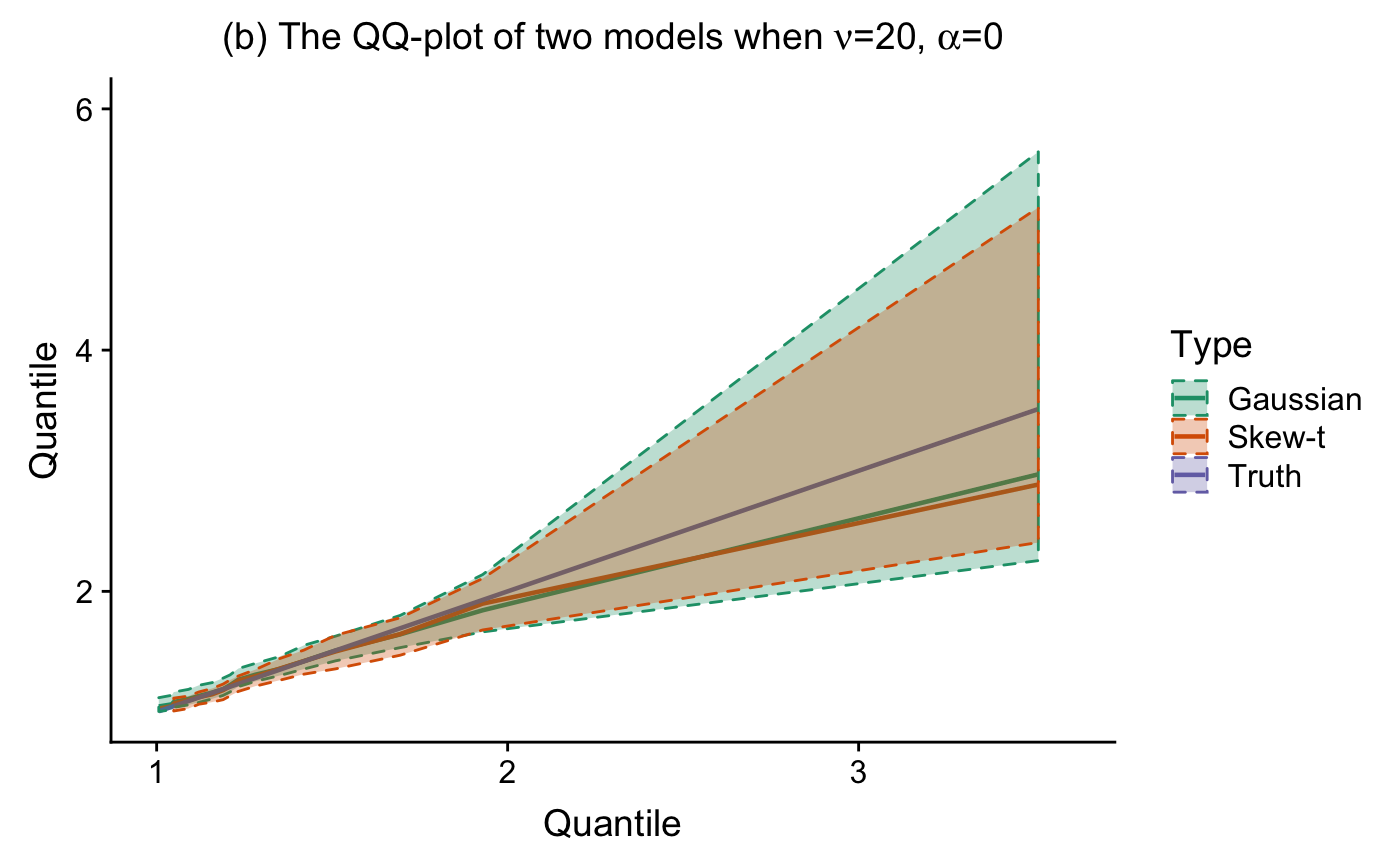 (b) The QQ-plot of two models when ν=20, α=0
6
4
2
Quantile
1
2
3
Quantile
Type
Gaussian
Skew-t
Truth